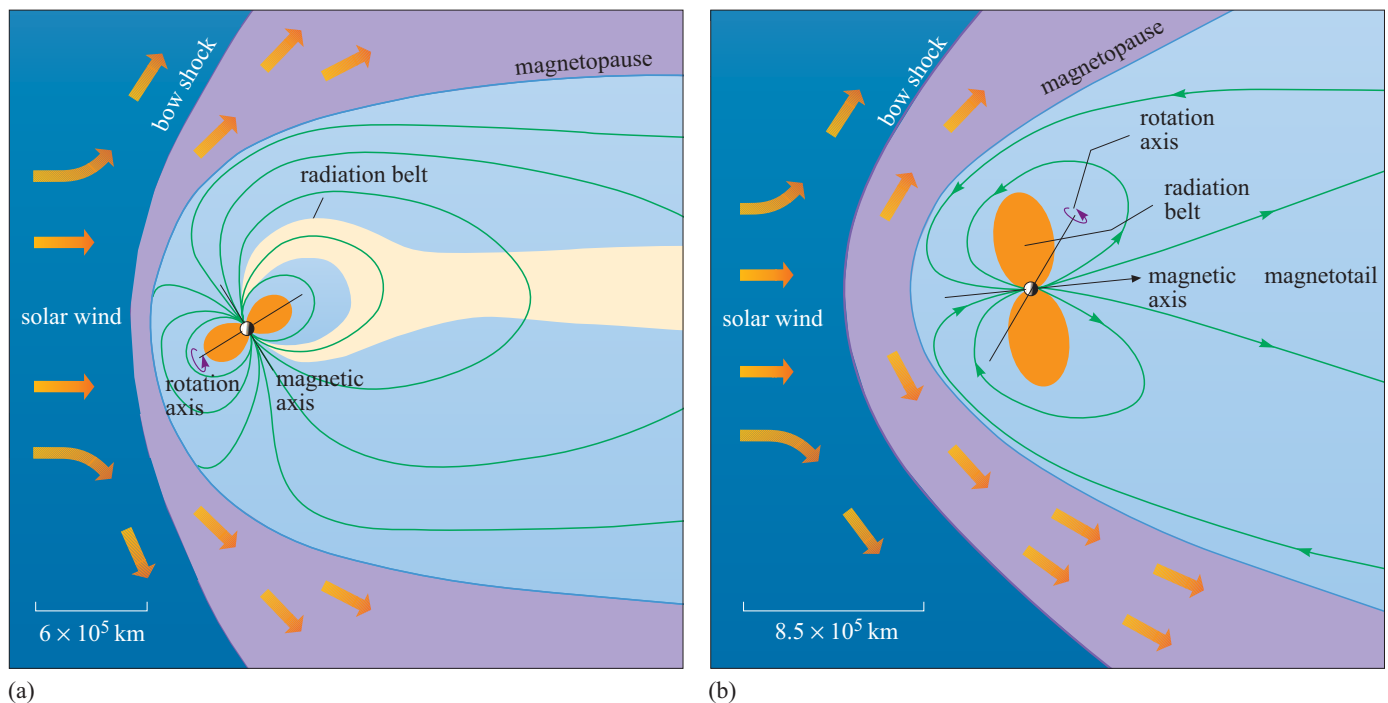 bow shock
magnetopause
radiation belt
solar wind
rotation
axis
magnetic
axis
6 × 10⁵ km
(a)
bow shock
magnetopause
rotation
axis
radiation
belt
magnetic
axis
magnetotail
solar wind
8.5 × 10⁵ km
(b)